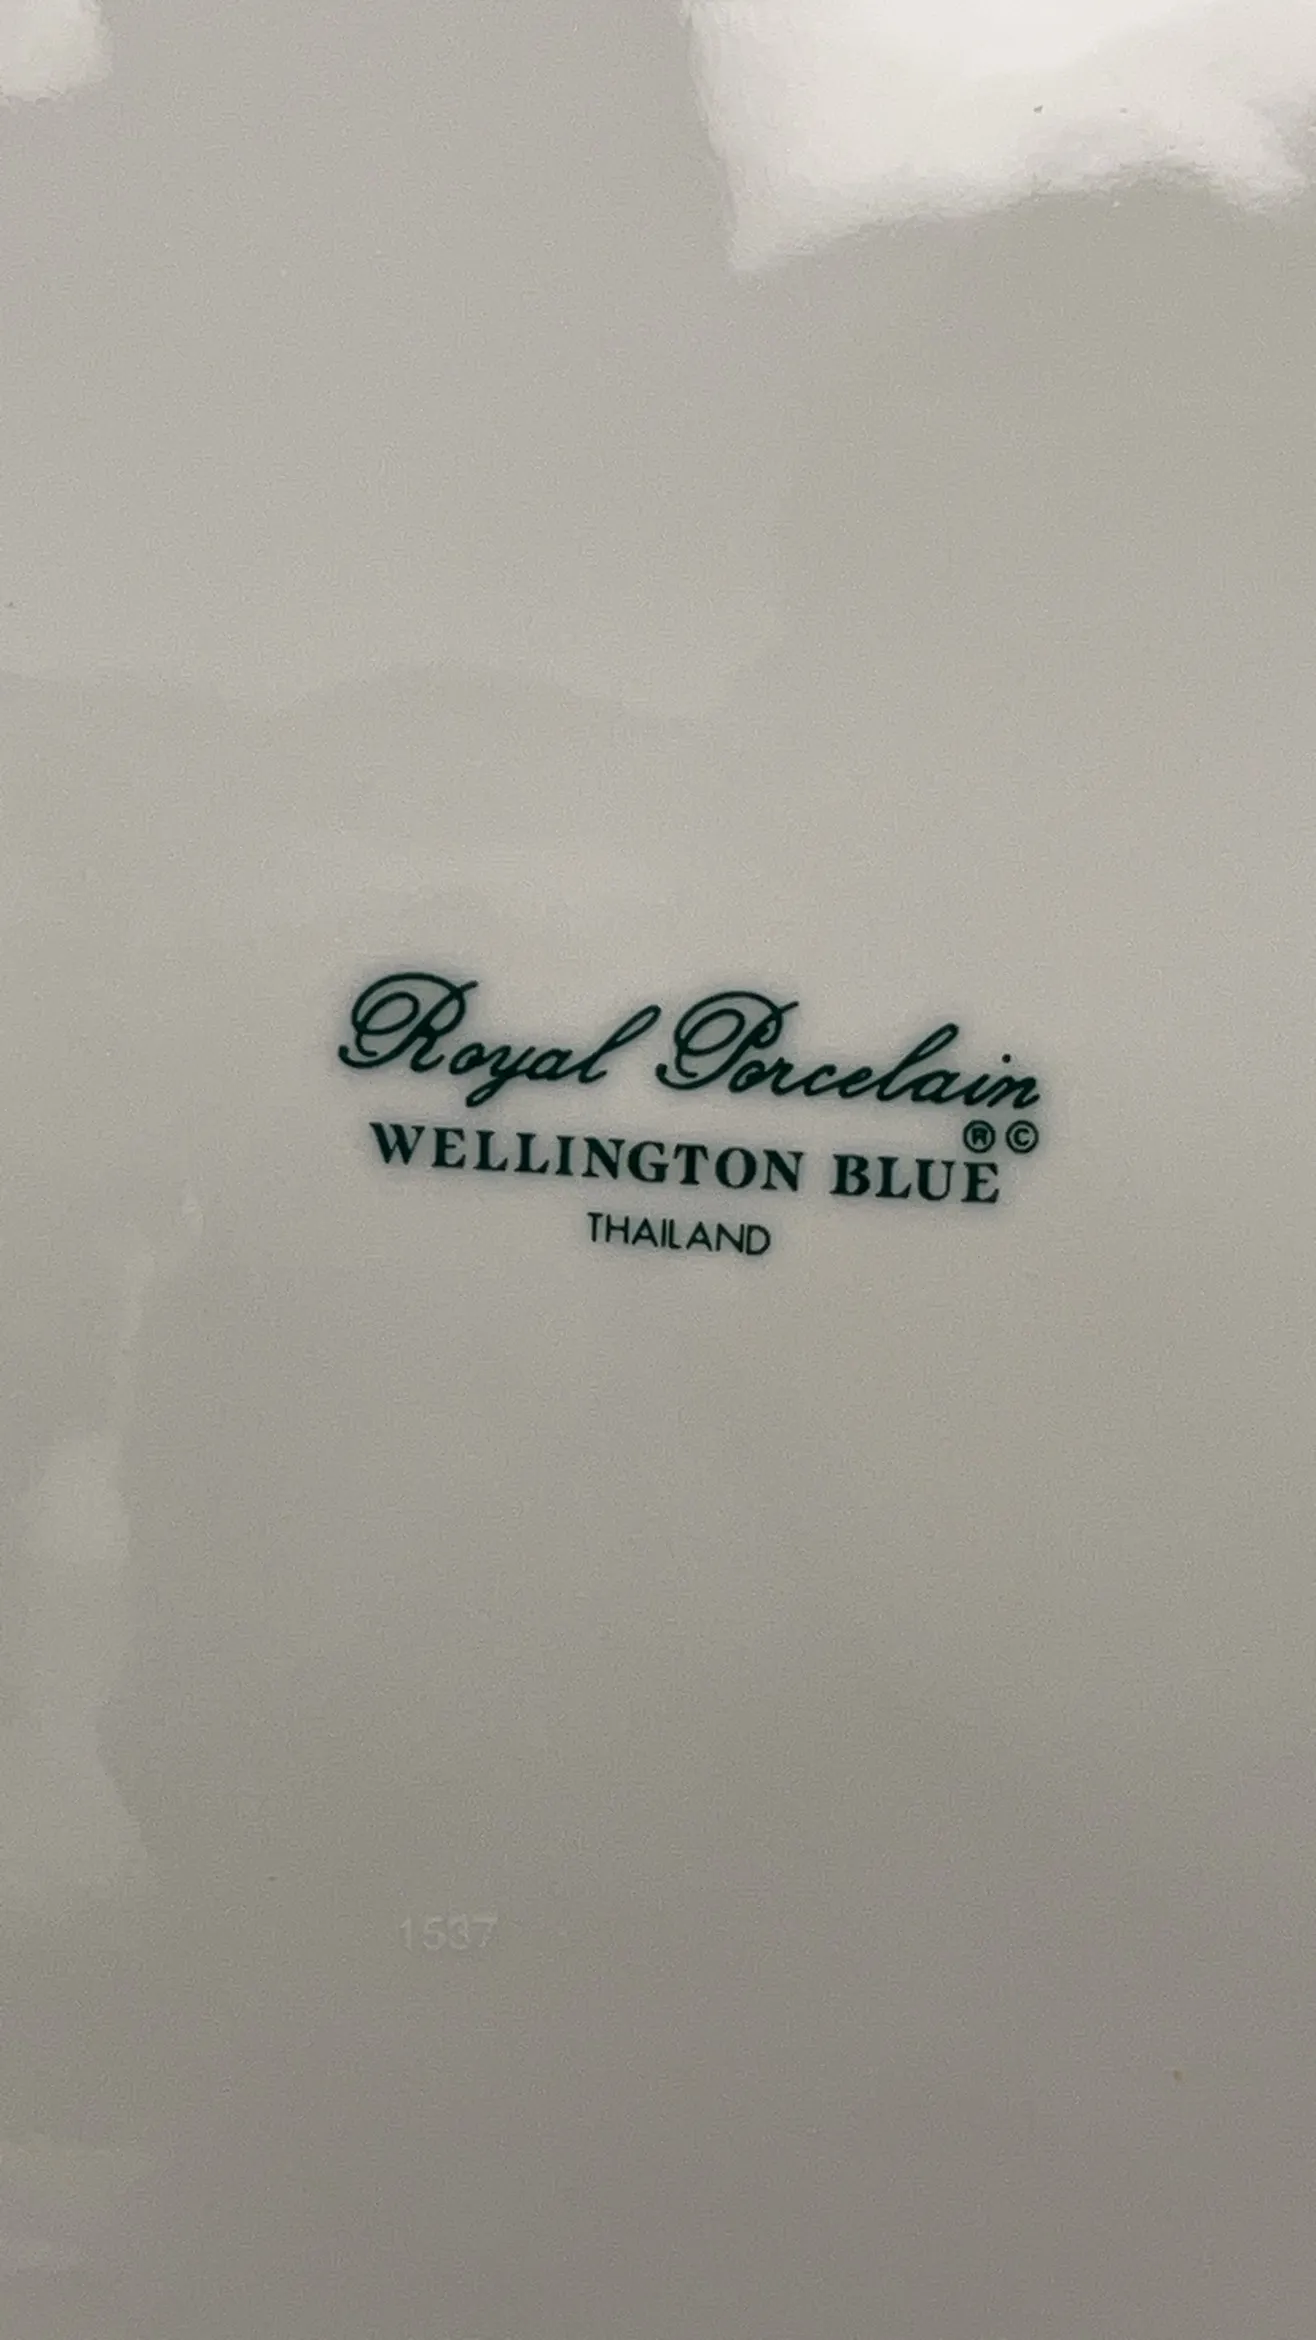 Royal Porcelain
®©
WELLINGTON BLUE
THAILAND
1537